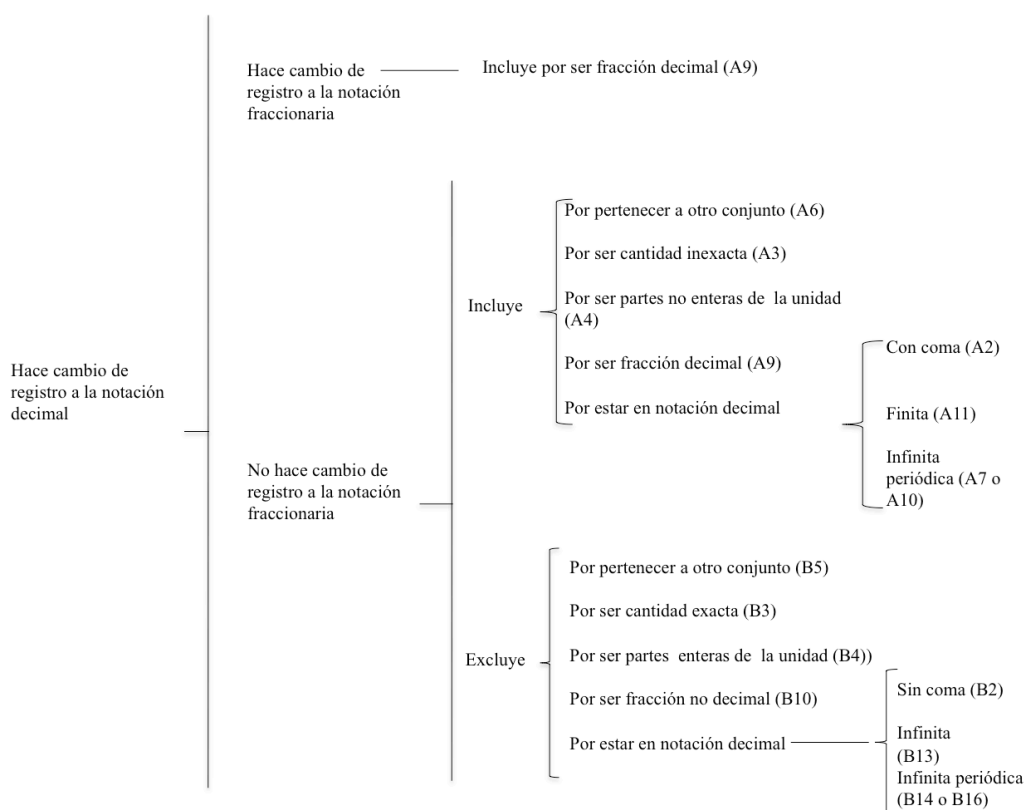 Hace cambio de
registro a la notación
fraccionaria
Incluye por ser fracción decimal (A9)
Por pertenecer a otro conjunto (A6)
Por ser cantidad inexacta (A3)
Incluye
Por ser partes no enteras de la unidad
(A4)
Por ser fracción decimal (A9)
Por estar en notación decimal
Con coma (A2)
Finita (A11)
Infinita
periódica (A7 o
A10)
Hace cambio de
registro a la notación
decimal
No hace cambio de
registro a la notación
fraccionaria
Por pertenecer a otro conjunto (B5)
Por ser cantidad exacta (B3)
Excluye
Por ser partes enteras de la unidad (B4))
Por ser fracción no decimal (B10)
Por estar en notación decimal
Sin coma (B2)
Infinita
(B13)
Infinita periódica
(B14 o B16)